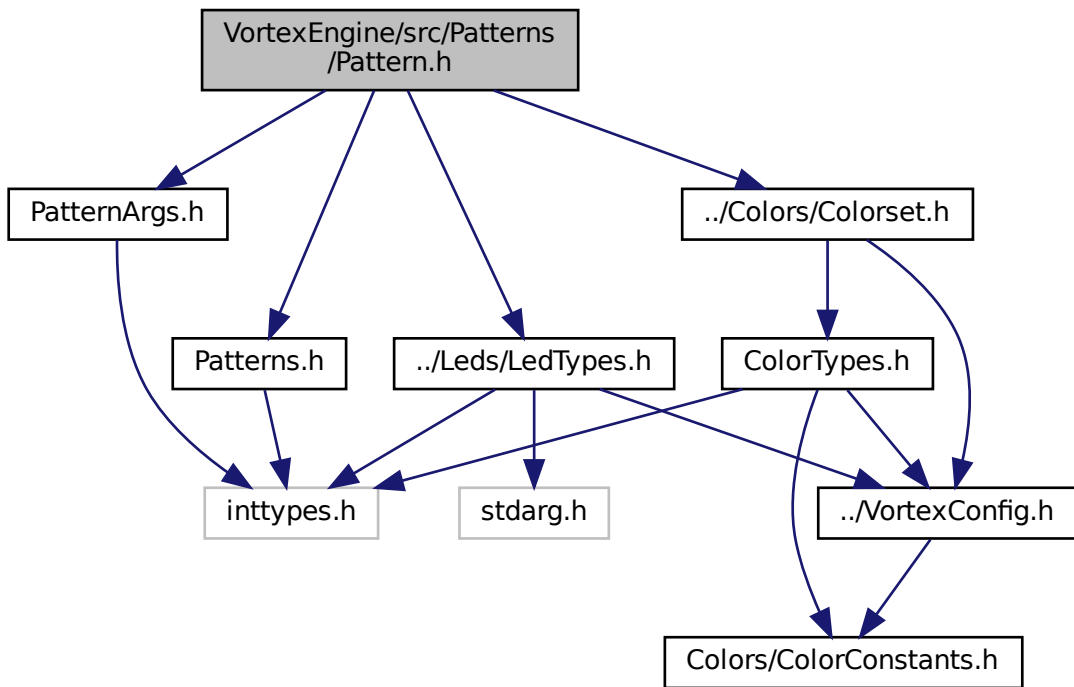 VortexEngine/src/Patterns
/Pattern.h
PatternArgs.h
../Colors/Colorset.h
Patterns.h
../Leds/LedTypes.h
ColorTypes.h
inttypes.h
stdarg.h
../VortexConfig.h
Colors/ColorConstants.h